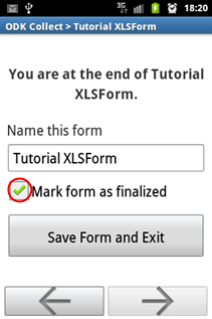 3G 18:20
ODK Collect > Tutorial XLSForm
You are at the end of Tutorial
XLSForm.
Name this form
Tutorial XLSForm
Mark form as finalized
Save Form and Exit